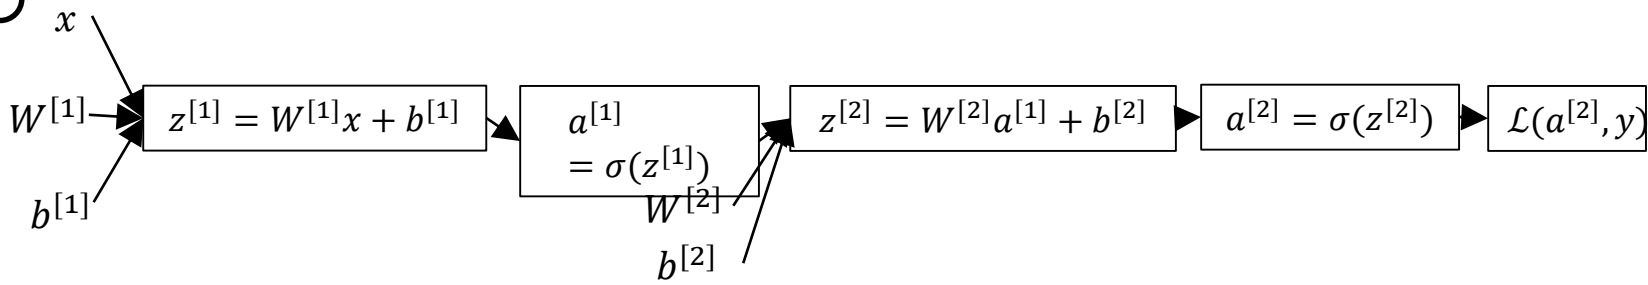 x
W^{[1]}
z^{[1]} = W^{[1]}x + b^{[1]}
b^{[1]}
a^{[1]}
= σ(z^{[1]})
W^{[2]}
b^{[2]}
z^{[2]} = W^{[2]}a^{[1]} + b^{[2]}
a^{[2]} = σ(z^{[2]})
ℒ(a^{[2]}, y)